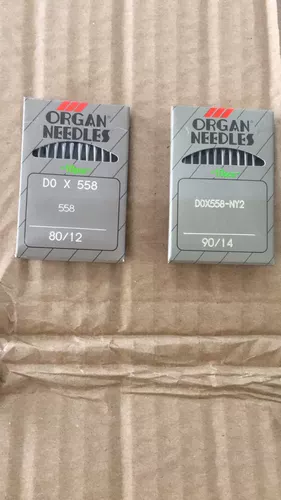 ORGAN
NEEDLES
DO X 558
558
80/12
ORGAN
NEEDLES
DOX558-NY2
90/14